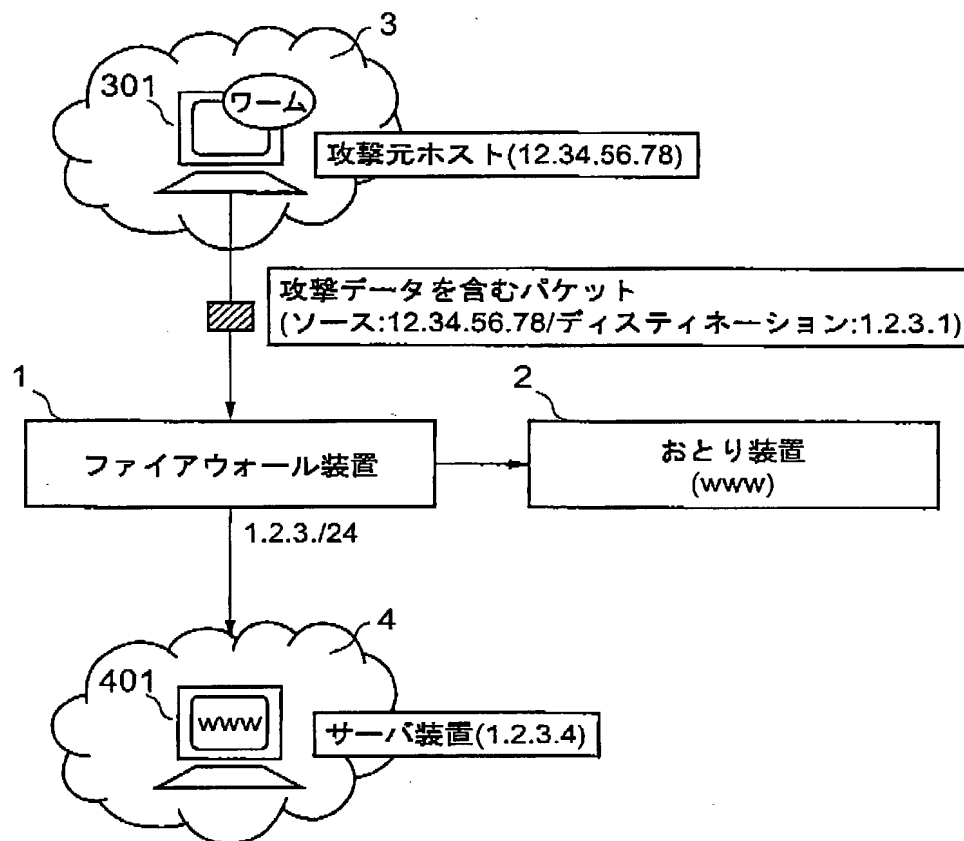 3
301
ワーム
攻撃元ホスト(12.34.56.78)
攻撃データを含むパケット
(ソース:12.34.56.78/ディスティネーション:1.2.3.1)
1
2
ファイアウォール装置
おとり装置
(www)
1.2.3./24
4
401
www
サーバ装置(1.2.3.4)